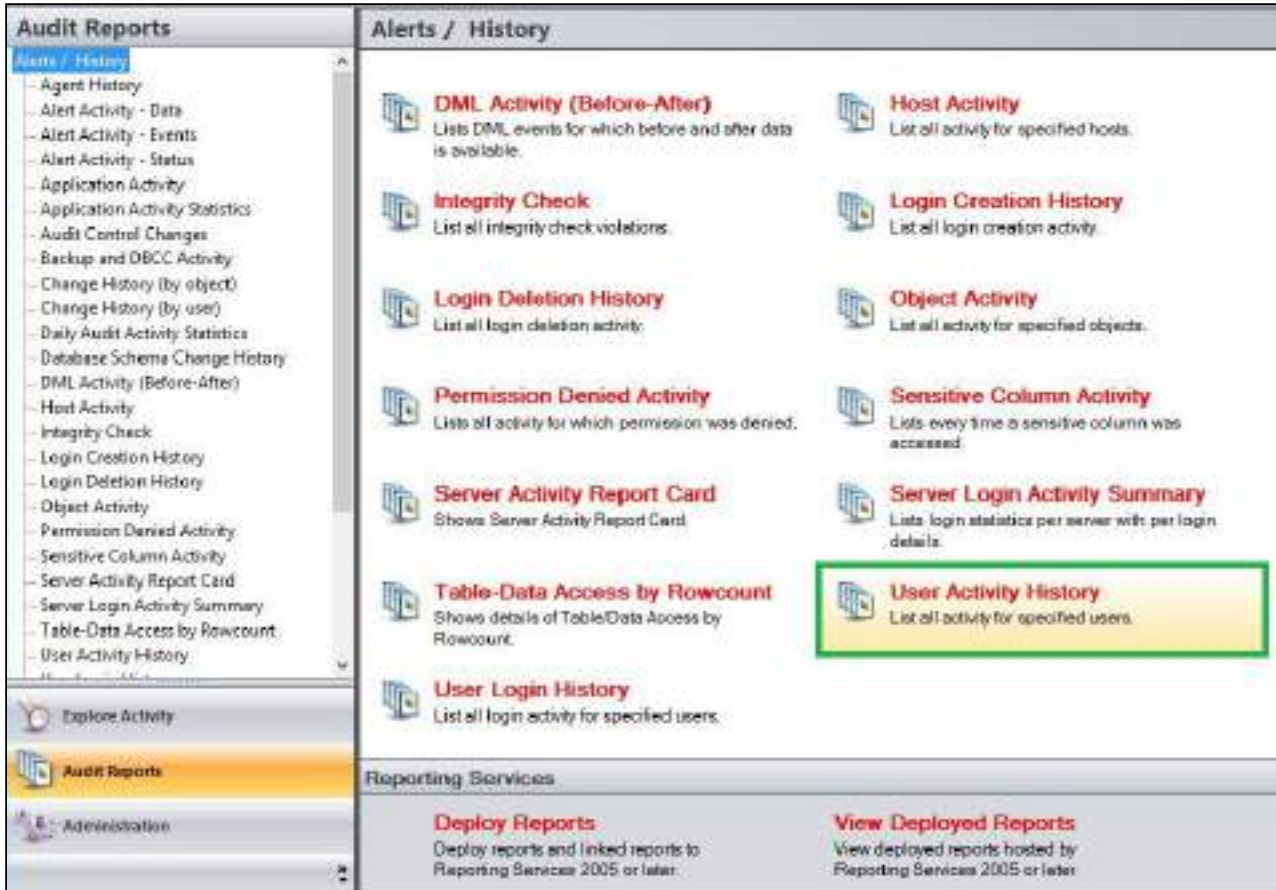 Audit Reports
Alerts / History
Agent History
Alert Activity - Data
Alert Activity - Events
Alert Activity - Status
Application Activity
Application Activity Statistics
Audit Control Changes
Backup and DBCC Activity
Change History (by object)
Change History (by user)
Daily Audit Activity Statistics
Database Schema Change History
DML Activity (Before-After)
Host Activity
Integrity Check
Login Creation History
Login Deletion History
Object Activity
Permission Denied Activity
Sensitive Column Activity
Server Activity Report Card
Server Login Activity Summary
Table-Data Access by Rowcount
User Activity History
Explore Activity
Audit Reports
Administration
Alerts / History
DML Activity (Before-After)
Lists DML events for which before and after data
is available.
Host Activity
List all activity for specified hosts.
Integrity Check
List all integrity check violations.
Login Creation History
List all login creation activity.
Login Deletion History
List all login deletion activity.
Object Activity
List all activity for specified objects.
Permission Denied Activity
Lists all activity for which permission was denied.
Sensitive Column Activity
Lists every time a sensitive column was
accessed.
Server Activity Report Card
Shows Server Activity Report Card.
Server Login Activity Summary
Lists login statistics per server with per login
details.
Table-Data Access by Rowcount
Shows details of Table/Data Access by
Rowcount.
User Activity History
List all activity for specified users.
User Login History
List all login activity for specified users.
Reporting Services
Deploy Reports
Deploy reports and linked reports to
Reporting Services 2005 or later
View Deployed Reports
View deployed reports hosted by
Reporting Services 2005 or later